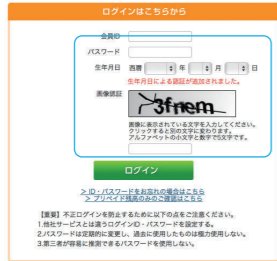 ログインはこちらから
会員ID
パスワード
生年月日 西暦 年 月 日
生年月日による認証が追加されました。
画像認証
3fnem
画像に表示されている文字を入力してください。
クリックすると別の文字に変わります。
アルファベットの小文字と数字で5文字です。
ログイン
> ID・パスワードをお忘れの場合はこちら
> プリペイド残高のみのご確認はこちら
【重要】不正ログインを防止するために以下の点をご注意ください。
1.他社サービスとは違うログインID・パスワードを設定する。
2.パスワードは定期的に変更し、過去に使用したものは極力使用しない。
3.第三者が容易に推測できるパスワードを使用しない。